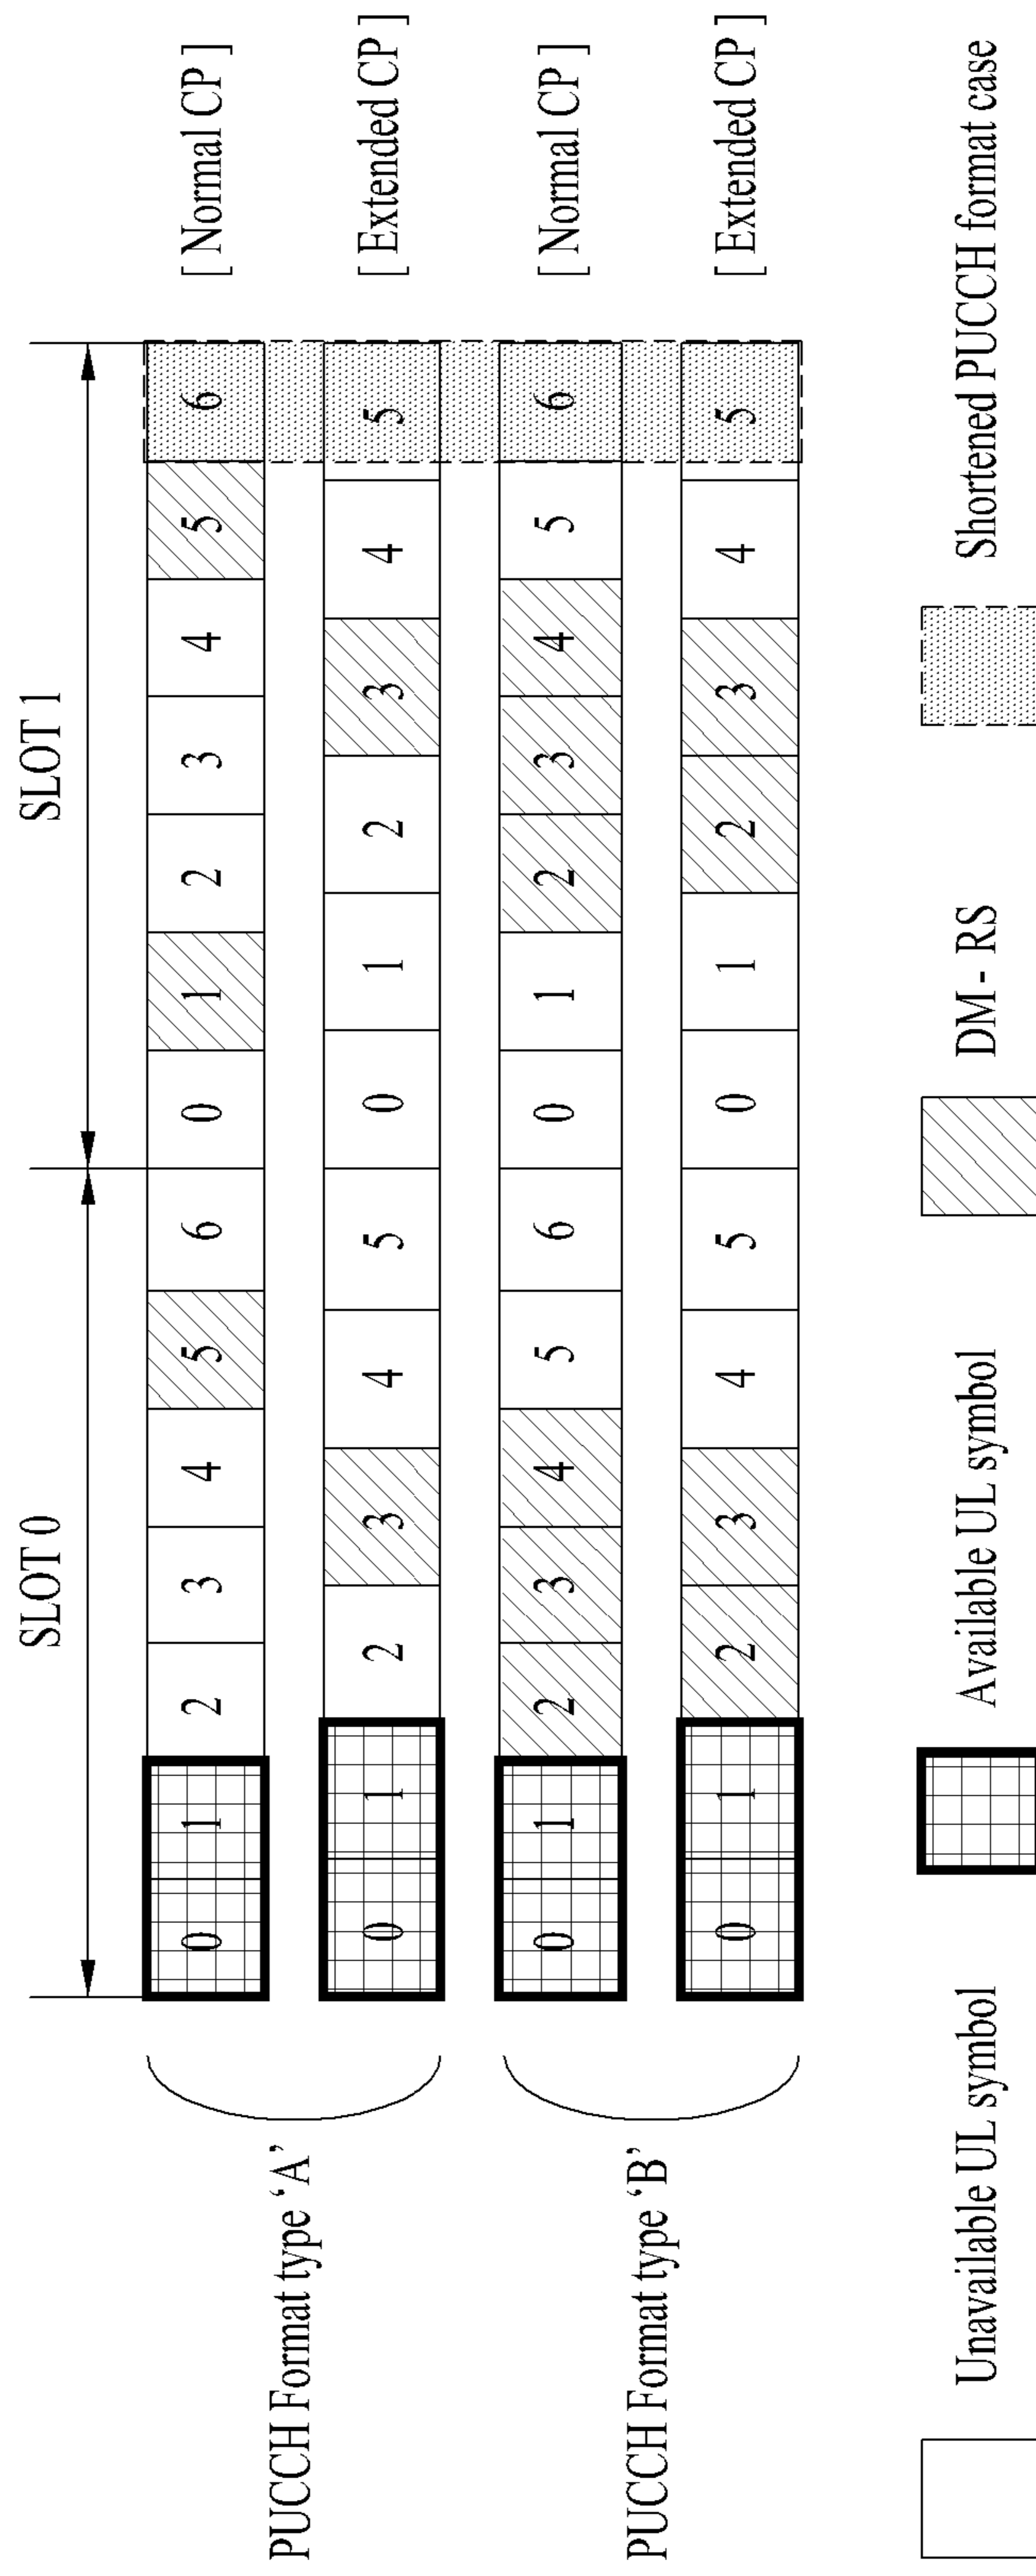 SLOT 0 SLOT 1
0 1 2 3 4 5 6 0 1 2 3 4 5 6 [ Normal CP ]
PUCCH Format type ‘A’
0 1 2 3 4 5 0 1 2 3 4 5 [ Extended CP ]
0 1 2 3 4 5 6 0 1 2 3 4 5 6 [ Normal CP ]
PUCCH Format type ‘B’
0 1 2 3 4 5 0 1 2 3 4 5 [ Extended CP ]
Unavailable UL symbol Available UL symbol DM - RS Shortened PUCCH format case